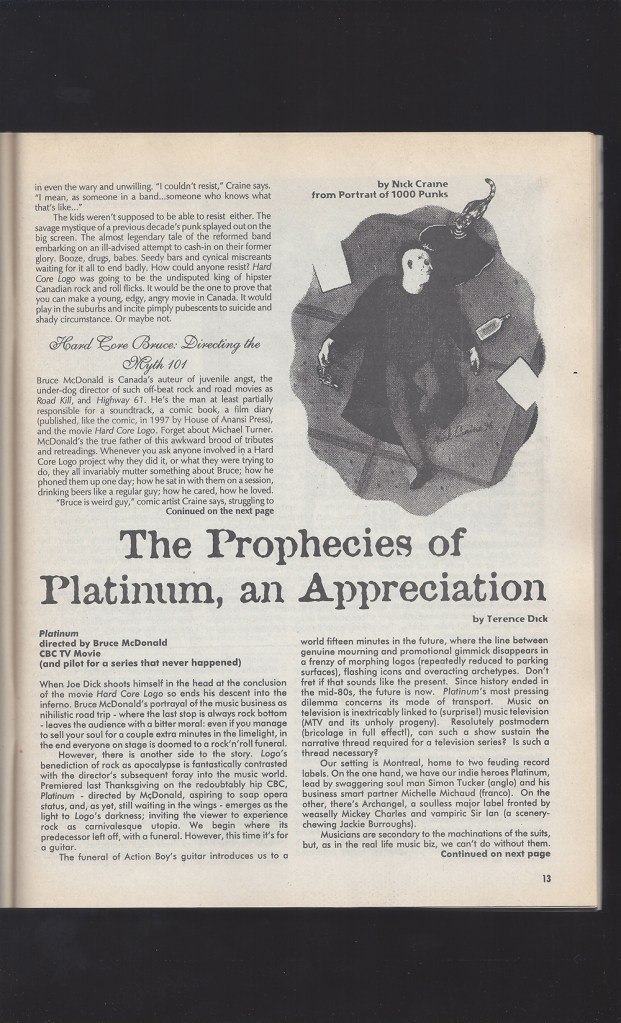 in even the wary and unwilling. "I couldn't resist," Craine says.
"I mean, as someone in a band...someone who knows what
that's like..."
The kids weren't supposed to be able to resist either. The
savage mystique of a previous decade's punk splayed out on the
big screen. The almost legendary tale of the reformed band
embarking on an ill-advised attempt to cash-in on their former
glory. Booze, drugs, babes. Seedy bars and cynical miscreants
waiting for it all to end badly. How could anyone resist? Hard
Core Logo was going to be the undisputed king of hipster
Canadian rock and roll flicks. It would be the one to prove that
you can make a young, edgy, angry movie in Canada. It would
play in the suburbs and incite pimply pubescents to suicide and
shady circumstance. Or maybe not.
Hard Core Bruce: Directing the
Myth 101
Bruce McDonald is Canada's auteur of juvenile angst, the
under-dog director of such off-beat rock and road movies as
Road Kill, and Highway 61. He's the man at least partially
responsible for a soundtrack, a comic book, a film diary
(published, like the comic, in 1997 by House of Anansi Press),
and the movie Hard Core Logo. Forget about Michael Turner.
McDonald's the true father of this awkward brood of tributes
and retreadings. Whenever you ask anyone involved in a Hard
Core Logo project why they did it, or what they were trying to
do, they all invariably mutter something about Bruce; how he
phoned them up one day; how he sat in with them on a session,
drinking beers like a regular guy; how he cared, how he loved.
"Bruce is weird guy," comic artist Craine says, struggling to
Coninued on the next page
by Nick Craine
from Portrait of 1000 Punks
Nick Craine
The Prophecies of
Platinum, an Appreciation
by Terence Dick
Platinum
directed by Bruce McDonald
CBC TV Movie
(and pilot for a series that never happened)
When Joe Dick shoots himself in the head at the conclusion
of the movie Hard Core Logo so ends his descent into the
inferno. Bruce McDonald's portrayal of the music business as
nihilistic road trip - where the last stop is always rock bottom
- leaves the audience with a bitter moral: even if you manage
to sell your soul for a couple extra minutes in the limelight, in
the end everyone on stage is doomed to a rock'n'roll funeral.
However, there is another side to the story. Logo's
benediction of rock as apocalypse is fantastically contrasted
with the director's subsequent foray into the music world.
Premiered last Thanksgiving on the redoubtably hip CBC,
Platinum - directed by McDonald, aspiring to soap opera
status, and, as yet, still waiting in the wings - emerges as the
light to Logo's darkness; inviting the viewer to experience
rock as carnivalesque utopia. We begin where its
predecessor left off, with a funeral. However, this time it's for
a guitar.
The funeral of Action Boy's guitar introduces us to a
world fifteen minutes in the future, where the line between
genuine mourning and promotional gimmick disappears in
a frenzy of morphing logos (repeatedly reduced to parking
surfaces), flashing icons and overacting archetypes. Don't
fret if that sounds like the present. Since history ended in
the mid-80s, the future is now. Platinum's most pressing
dilemma concerns its mode of transport. Music on
television is inextricably linked to (surprise!) music television
(MTV and its unholy progeny). Resolutely postmodern
(bricolage in full effect!), can such a show sustain the
narrative thread required for a television series? Is such a
thread necessary?
Our setting is Montreal, home to two feuding record
labels. On the one hand, we have our indie heroes Platinum,
lead by swaggering soul man Simon Tucker (anglo) and his
business smart partner Michelle Michaud (franco). On the
other, there's Archangel, a soulless major label fronted by
weaselly Mickey Charles and vampiric Sir Ian (a scenery-
chewing Jackie Burroughs).
Musicians are secondary to the machinations of the suits,
but, as in the real life music biz, we can't do without them.
Continued on next page
13